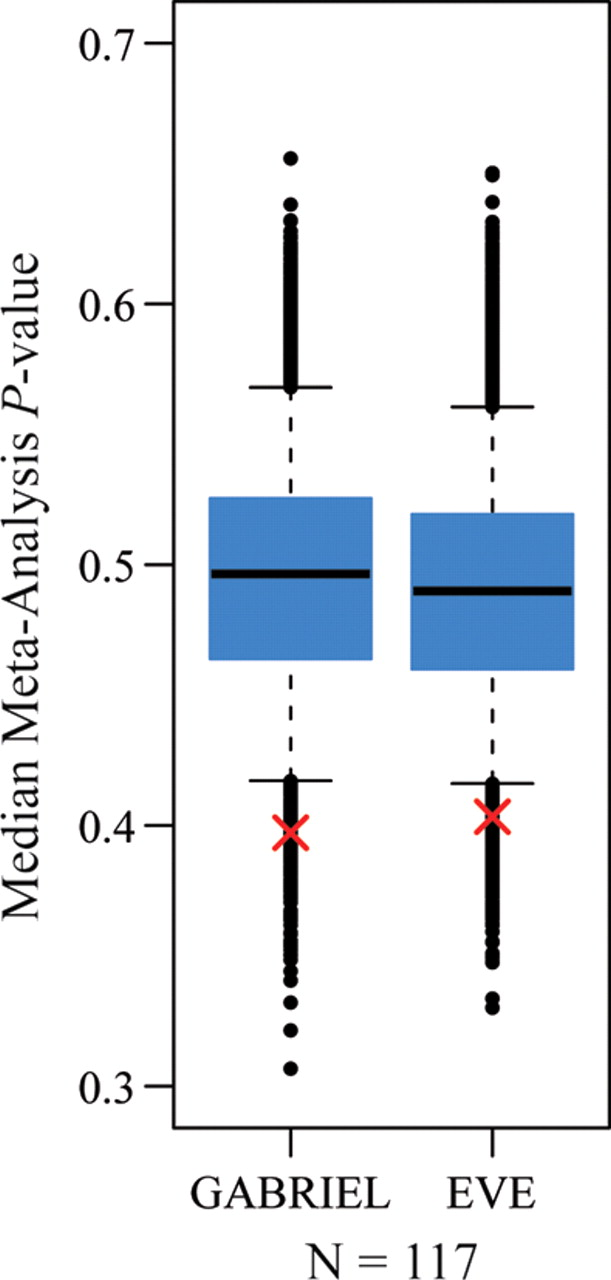 Median Meta-Analysis P-value
0.7
0.6
0.5
0.4
0.3
GABRIEL EVE
N = 117